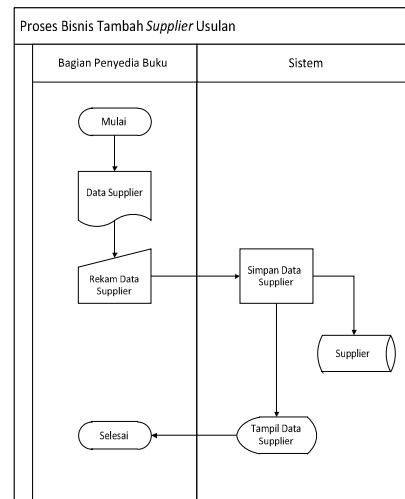 Proses Bisnis Tambah Supplier Usulan
Bagian Penyedia Buku
Sistem
Mulai
Data Supplier
Rekam Data
Supplier
Simpan Data
Supplier
Supplier
Selesai
Tampil Data
Supplier